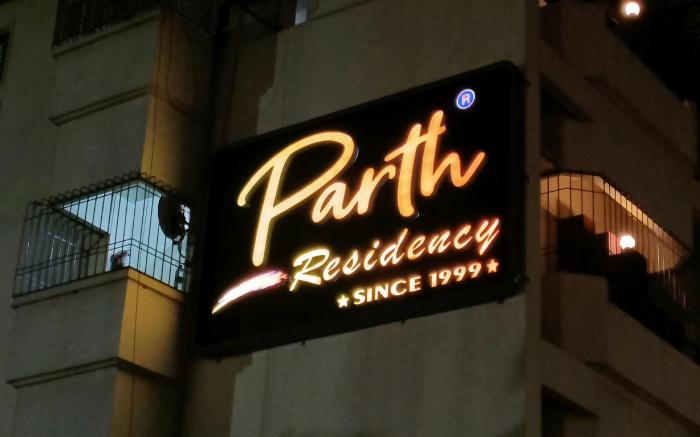 ®
Parth
Residency
★SINCE 1999★